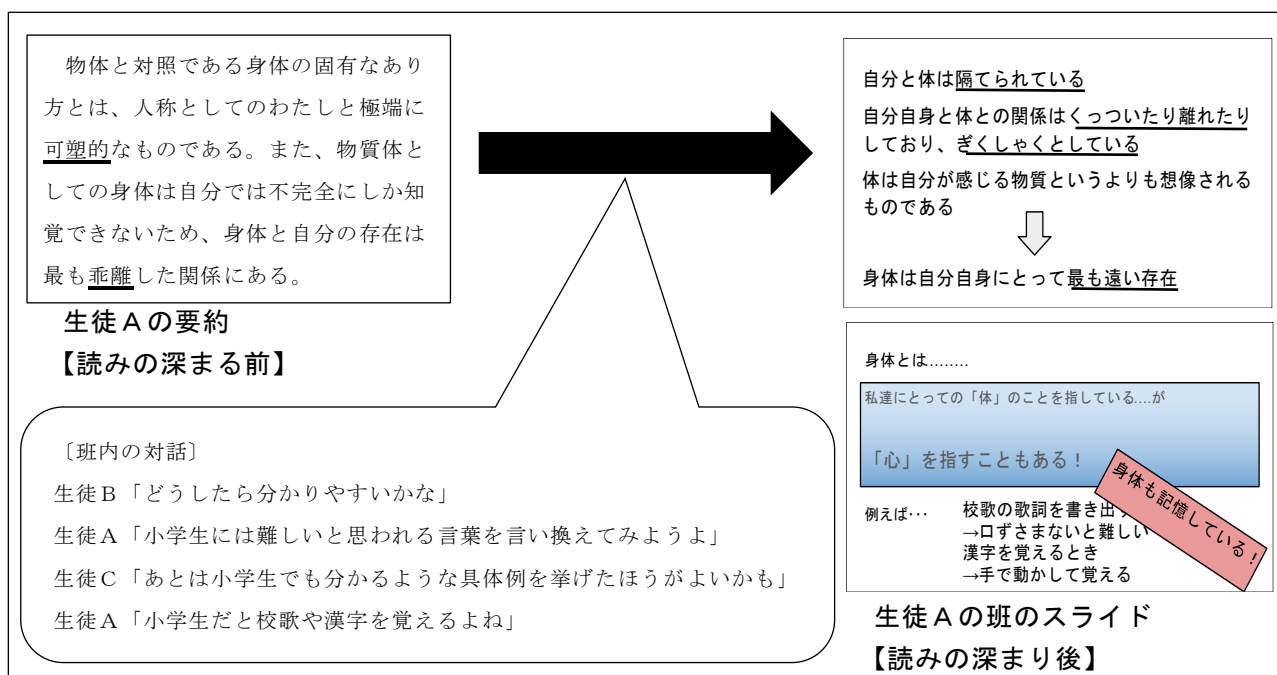 物体と対照である身体の固有なあり
方とは、人称としてのわたしと極端に
可塑的なものである。また、物質体と
しての身体は自分では不完全にしか知
覚できないため、身体と自分の存在は
最も乖離した関係にある。
生徒Aの要約
【読みの深まる前】
〔班内の対話〕
生徒B「どうしたら分かりやすいかな」
生徒A「小学生には難しいと思われる言葉を言い換えてみようよ」
生徒C「あとは小学生でも分かるような具体例を挙げたほうがよいかも」
生徒A「小学生だと校歌や漢字を覚えるよね」
自分と体は隔てられている
自分自身と体との関係はくっついたり離れたり
しており、ぎくしゃくとしている
体は自分が感じる物質というよりも想像される
ものである
身体は自分自身にとって最も遠い存在
身体とは........
私達にとっての「体」のことを指している....が
「心」を指すこともある！
例えば･･･
校歌の歌詞を書き出す
→口ずさまないと難しい
漢字を覚えるとき
→手で動かして覚える
身体も記憶している！
生徒Aの班のスライド
【読みの深まり後】